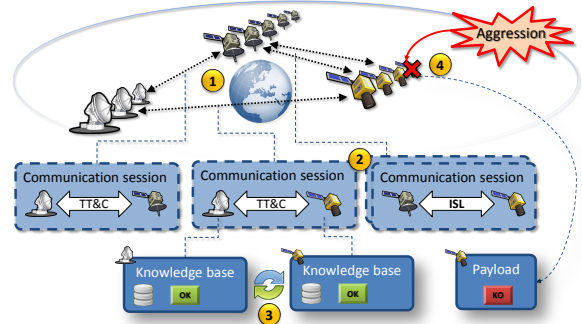 Aggression
1
4
2
Communication session
TT&C
Communication session
TT&C
Communication session
ISL
Knowledge base
OK
Knowledge base
OK
Payload
KO
3